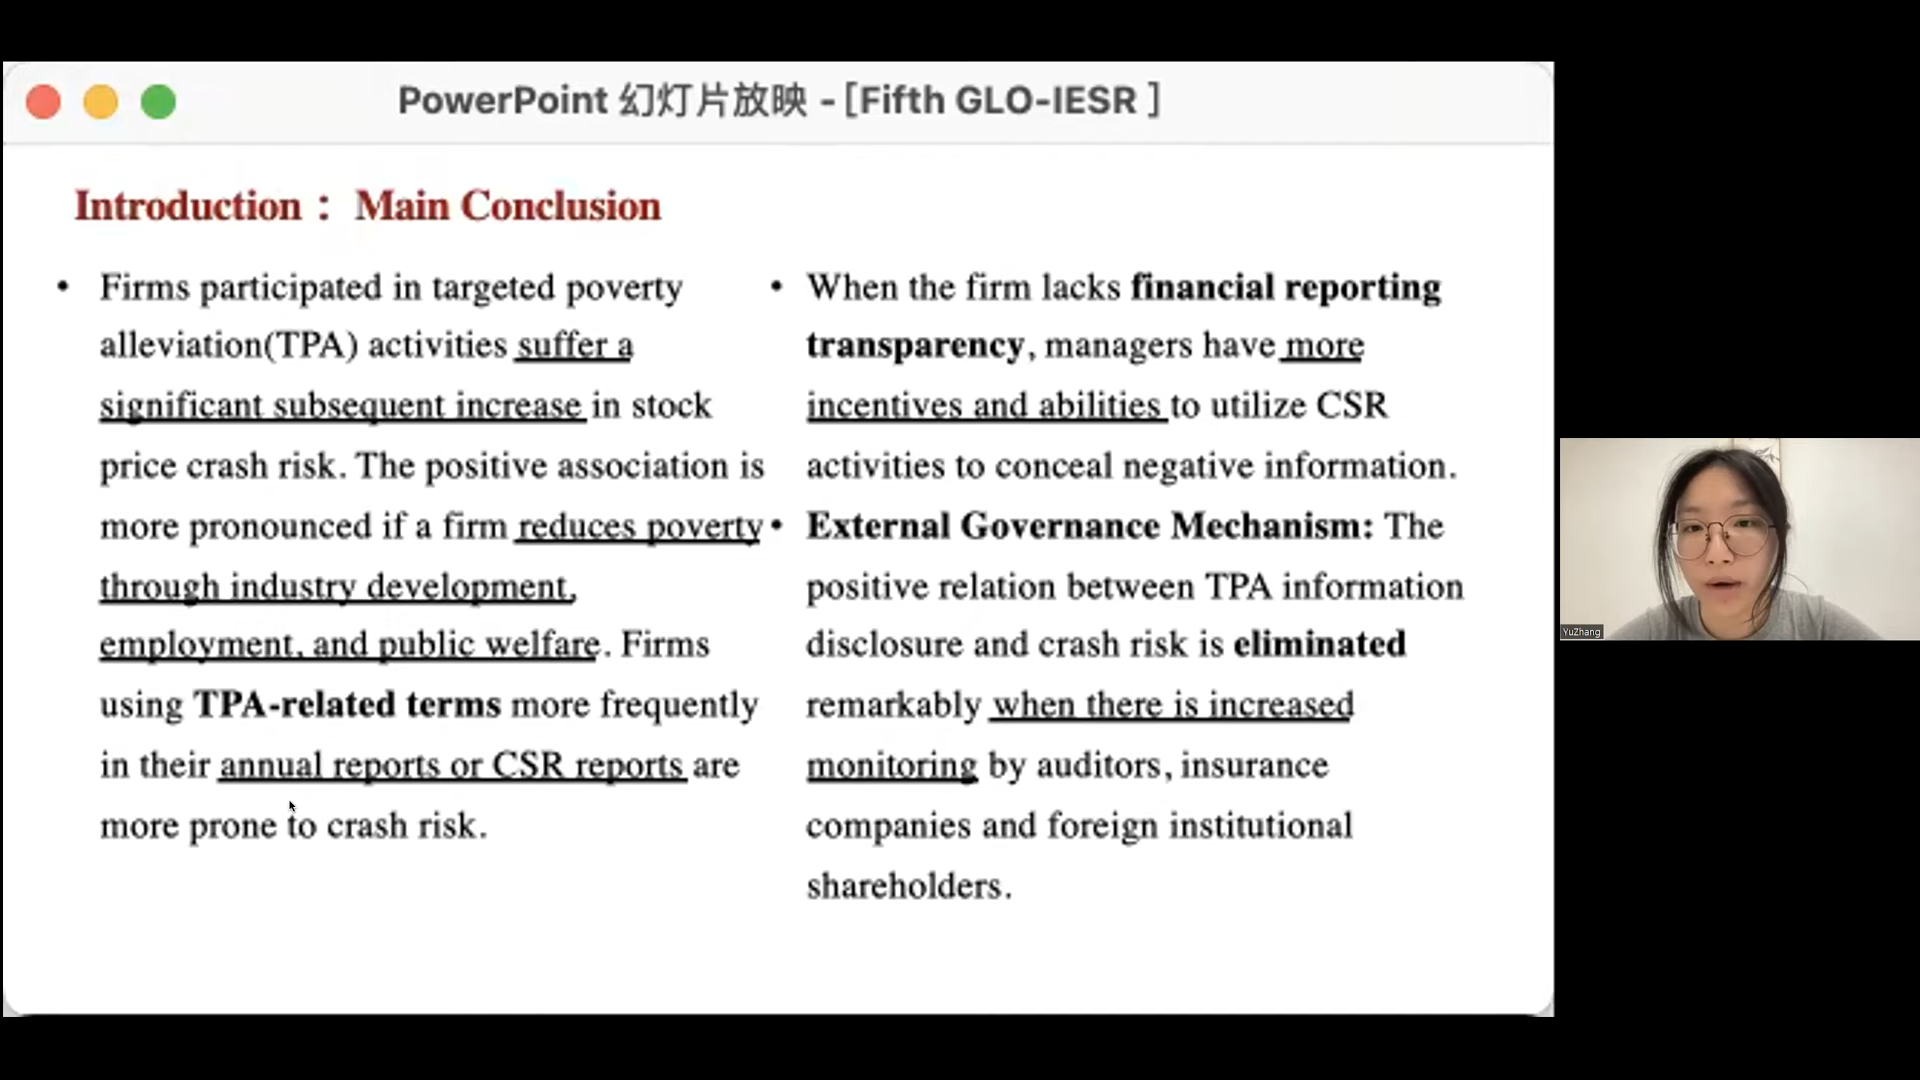 PowerPoint 幻灯片放映 - [Fifth GLO-IESR ]
Introduction： Main Conclusion
• Firms participated in targeted poverty
alleviation(TPA) activities suffer a
significant subsequent increase in stock
price crash risk. The positive association is
more pronounced if a firm reduces poverty
through industry development,
employment, and public welfare. Firms
using TPA-related terms more frequently
in their annual reports or CSR reports are
more prone to crash risk.
• When the firm lacks financial reporting
transparency, managers have more
incentives and abilities to utilize CSR
activities to conceal negative information.
• External Governance Mechanism: The
positive relation between TPA information
disclosure and crash risk is eliminated
remarkably when there is increased
monitoring by auditors, insurance
companies and foreign institutional
shareholders.
YuZhang